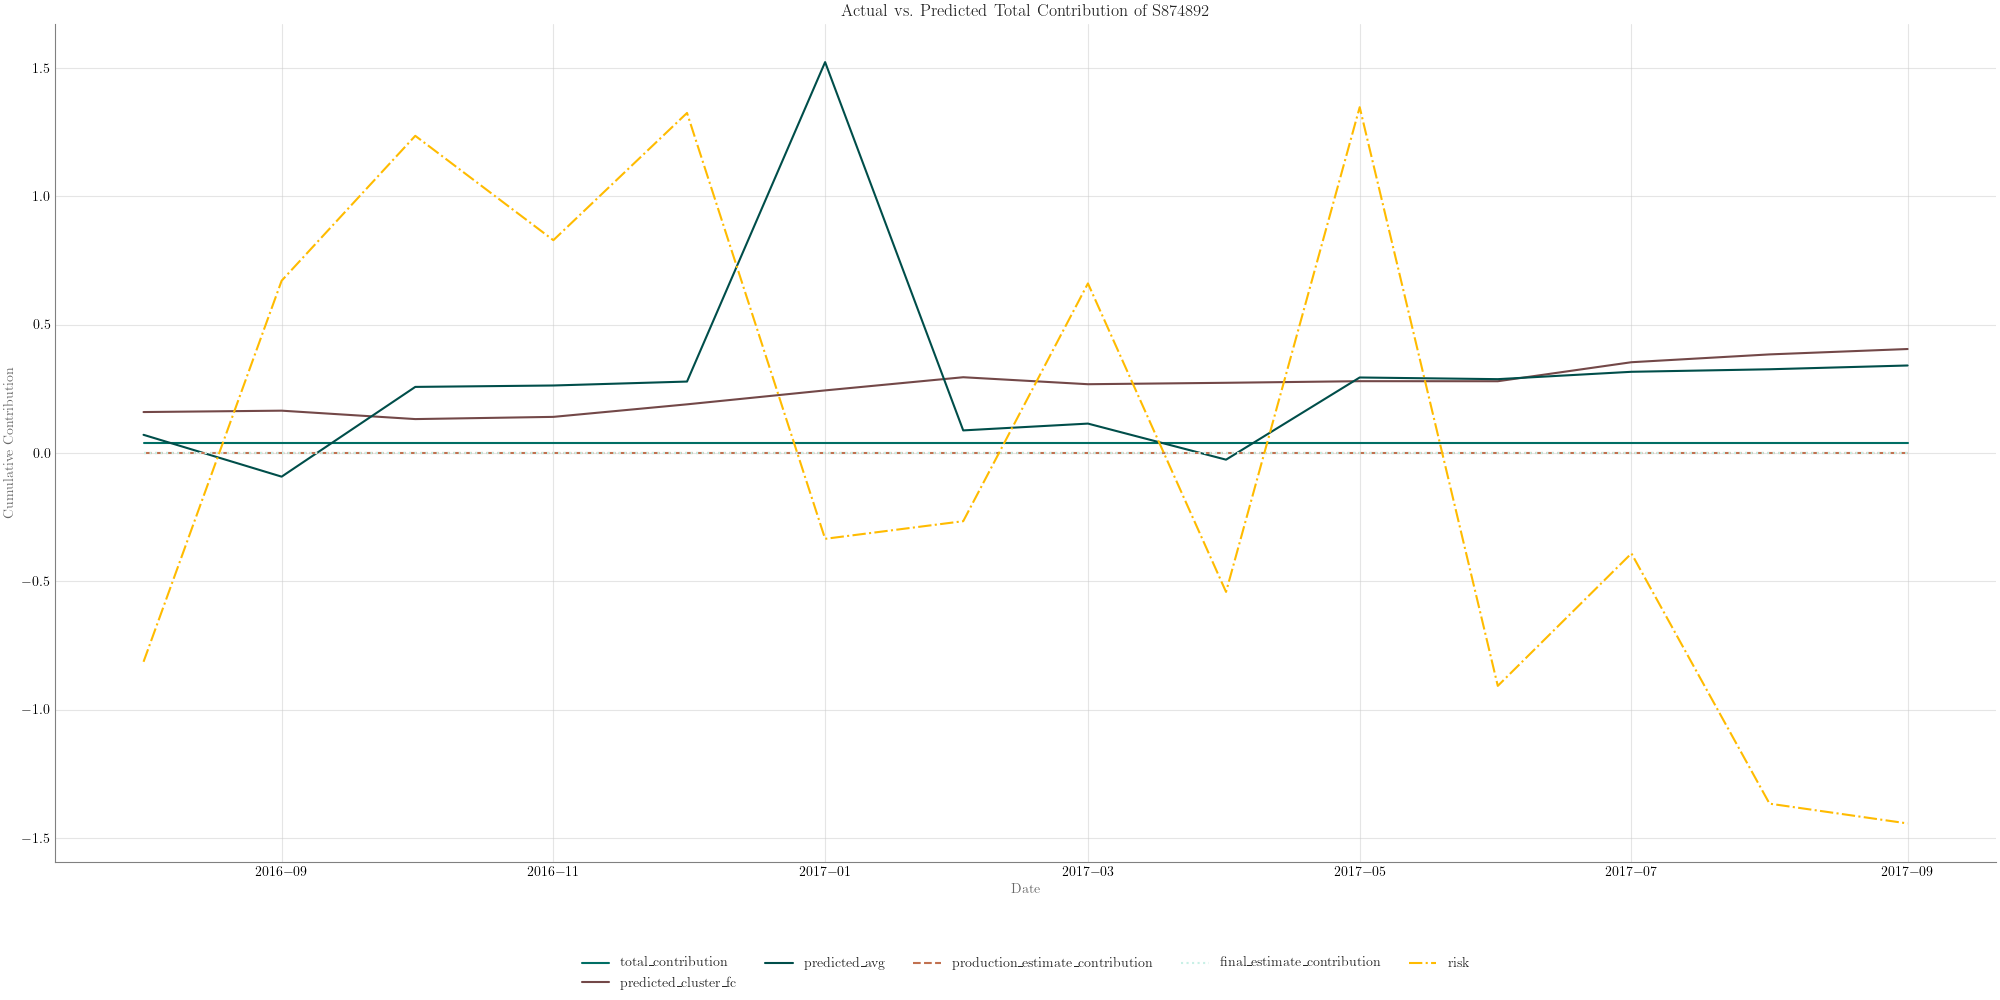 Actual vs. Predicted Total Contribution of S874892
Cumulative Contribution
1.5
1.0
0.5
0.0
−0.5
−1.0
−1.5
2016−09 2016−11 2017−01 2017−03 2017−05 2017−07 2017−09
Date
total_contribution predicted_avg production_estimate_contribution final_estimate_contribution risk
predicted_cluster_fc